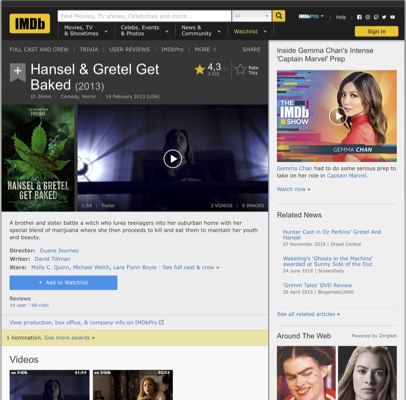 IMDb
Find Movies, TV shows, Celebrities and more...
All
IMDbPro
Help
Movies, TV
& Showtimes
Celebs, Events
& Photos
News &
Community
Watchlist
Sign in
FULL CAST AND CREW | TRIVIA | USER REVIEWS | IMDbPro | MORE
SHARE
Hansel & Gretel Get
Baked (2013)
4,3
Rate
This
1h 26min | Comedy, Horror | 19 February 2013 (USA)
HANSEL & GRETEL
GET BAKED
1:54 | Trailer
2 VIDEOS | 9 IMAGES
A brother and sister battle a witch who lures teenagers into her suburban home with her
special blend of marijuana where she then proceeds to kill and eat them to maintain her youth
and beauty.
Director: Duane Journey
Writer: David Tillman
Stars: Molly C. Quinn, Michael Welch, Lara Flynn Boyle | See full cast & crew »
+ Add to Watchlist
Reviews
14 user | 48 critic
View production, box office, & company info on IMDbPro
1 nomination. See more awards »
Videos
Inside Gemma Chan's Intense
'Captain Marvel' Prep
THE
IMDb
SHOW
GEMMA CHAN
Gemma Chan had to do some serious prep to
take on her role in Captain Marvel.
Watch now »
Related News
Hunter Cast in Oz Perkins' Gretel And
Hansel
07 November 2018 | Dread Central
Wakeling's 'Ghosts in the Machine'
awarded at Sunny Side of the Doc
24 June 2016 | ScreenDaily
'Grimm Tales' DVD Review
26 April 2015 | Blogomatic3000
See all related articles »
Around The Web
Powered by ZergNet